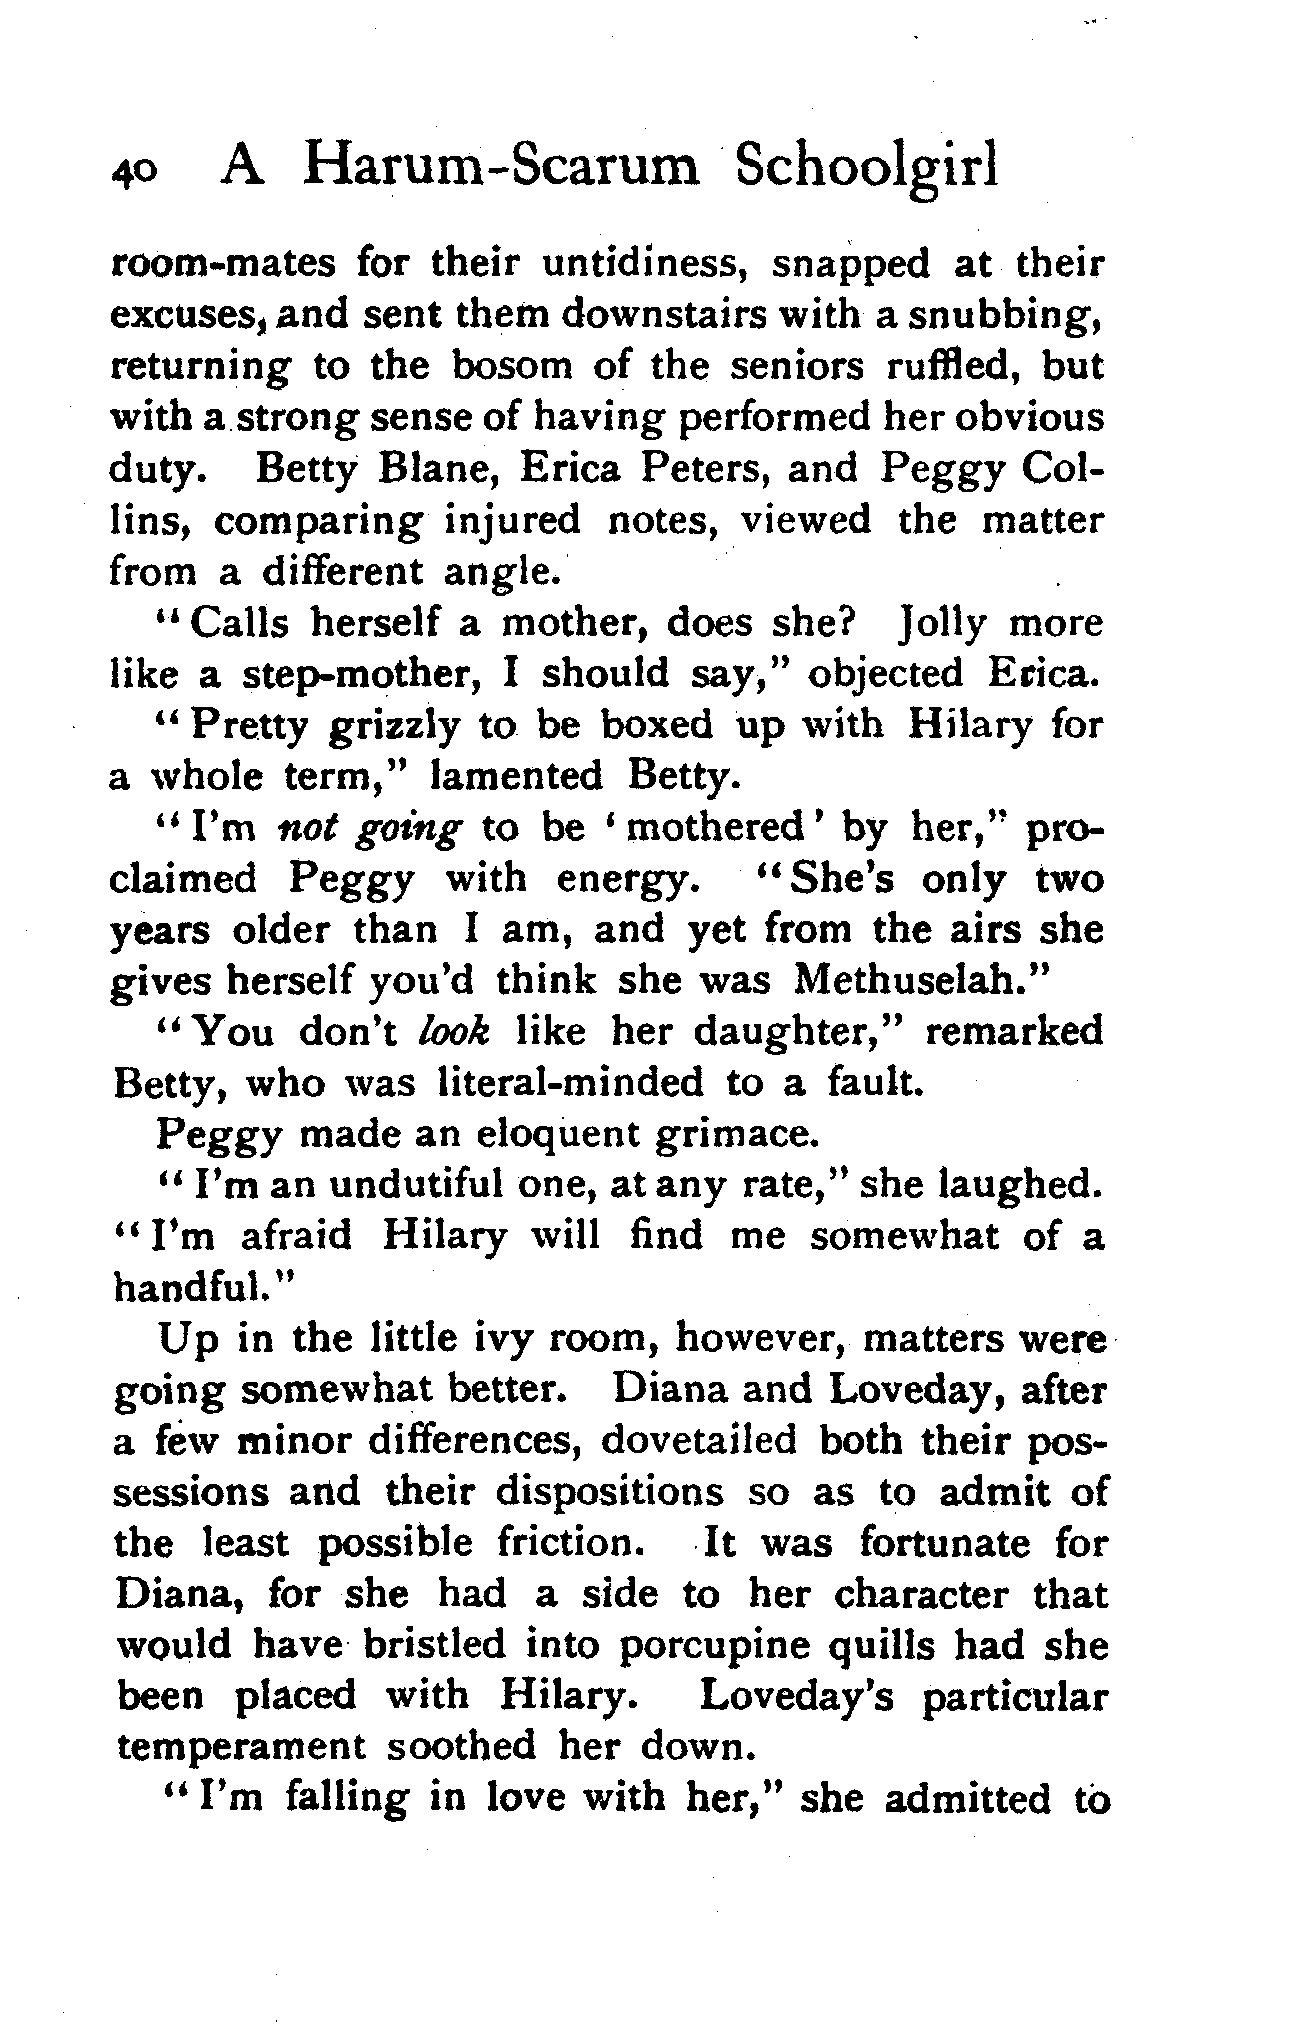 40 A Harum-Scarum Schoolgirl
room-mates for their untidiness, snapped at their
excuses, and sent them downstairs with a snubbing,
returning to the bosom of the seniors ruffled, but
with a strong sense of having performed her obvious
duty. Betty Blane, Erica Peters, and Peggy Col-
lins, comparing injured notes, viewed the matter
from a different angle.
"Calls herself a mother, does she? Jolly more
like a step-mother, I should say," objected Erica.
"Pretty grizzly to be boxed up with Hilary for
a whole term," lamented Betty.
"I'm not going to be 'mothered' by her," pro-
claimed Peggy with energy. "She's only two
years older than I am, and yet from the airs she
gives herself you'd think she was Methuselah."
"You don't look like her daughter," remarked
Betty, who was literal-minded to a fault.
Peggy made an eloquent grimace.
"I'm an undutiful one, at any rate," she laughed.
"I'm afraid Hilary will find me somewhat of a
handful."
Up in the little ivy room, however, matters were
going somewhat better. Diana and Loveday, after
a few minor differences, dovetailed both their pos-
sessions and their dispositions so as to admit of
the least possible friction. It was fortunate for
Diana, for she had a side to her character that
would have bristled into porcupine quills had she
been placed with Hilary. Loveday's particular
temperament soothed her down.
"I'm falling in love with her," she admitted to